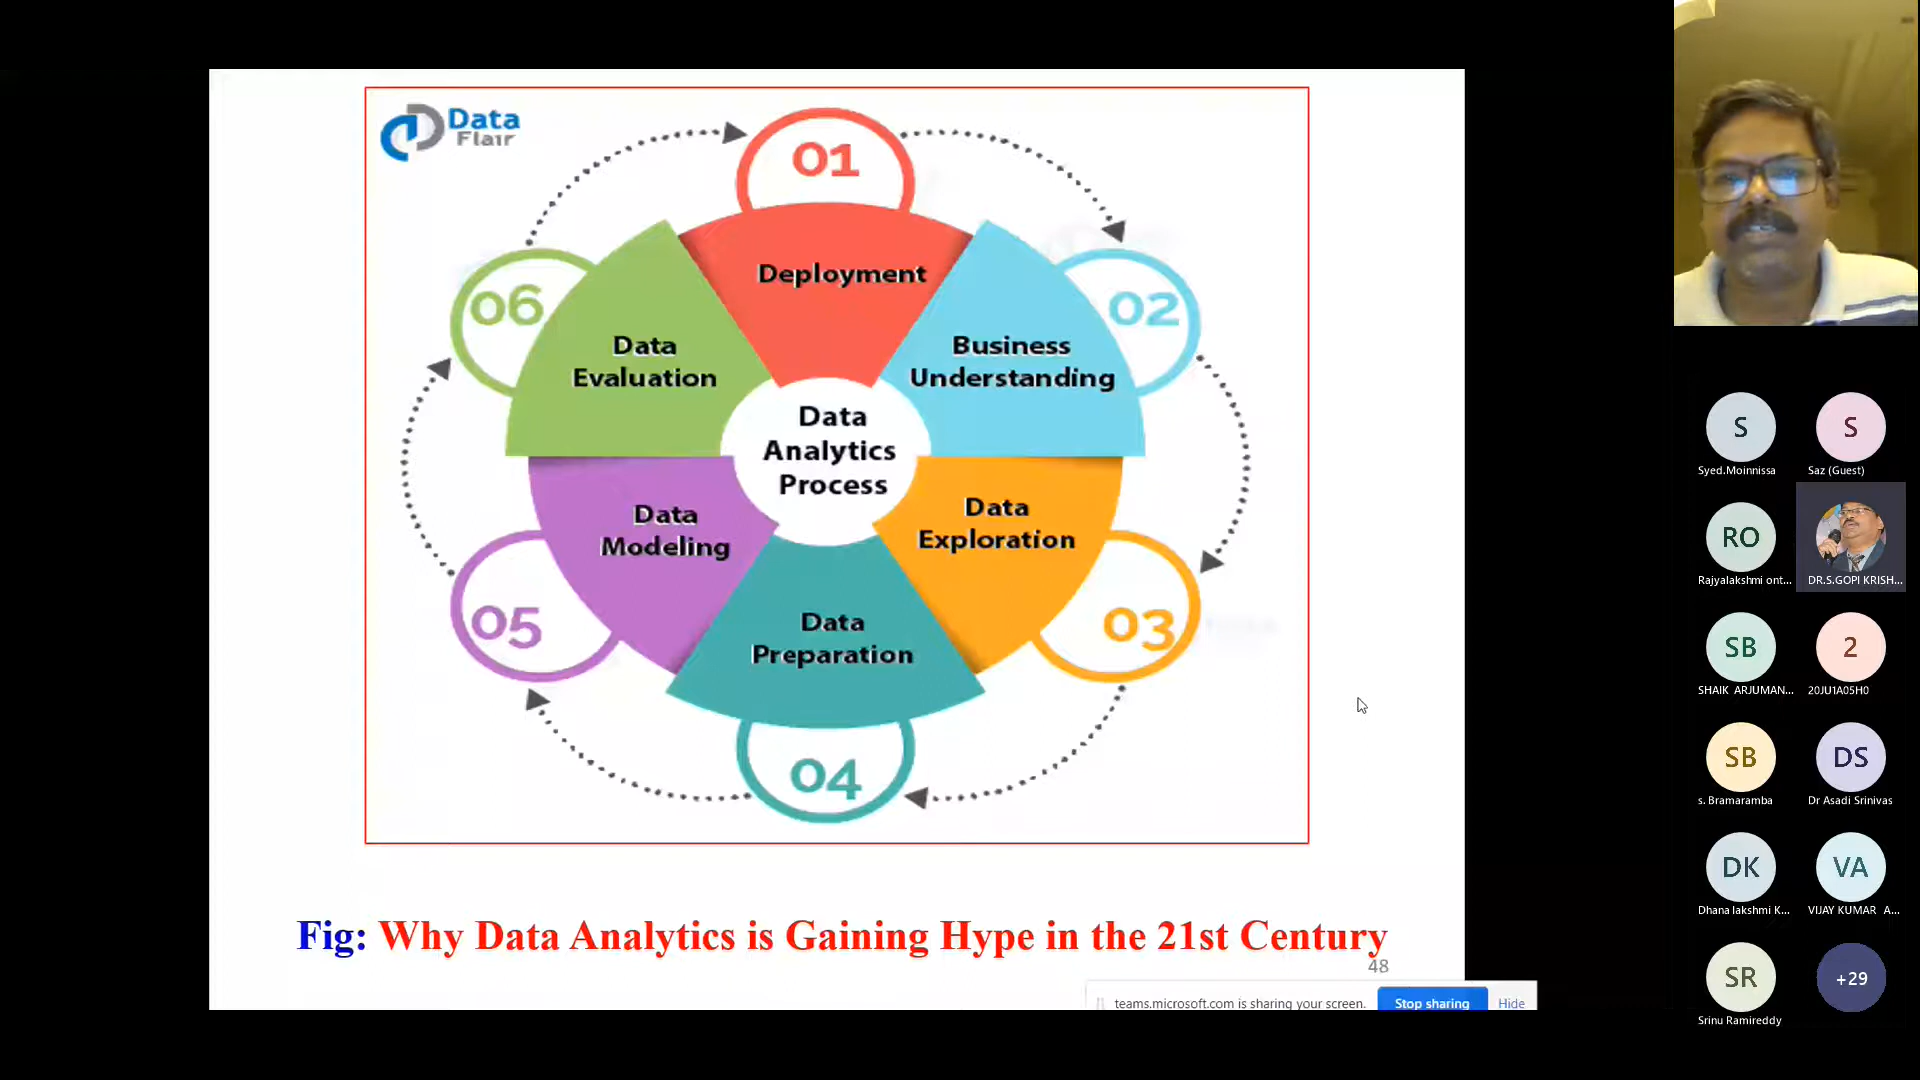 Data
Flair
01
Deployment
02
Business
Understanding
03
Data
Exploration
04
Data
Preparation
05
Data
Modeling
06
Data
Evaluation
Data
Analytics
Process
Fig: Why Data Analytics is Gaining Hype in the 21st Century
48
teams.microsoft.com is sharing your screen.
Stop sharing
Hide
S
Syed.Moinnissa
S
Saz (Guest)
RO
Rajyalakshmi ont...
DR.S.GOPI KRISH...
SB
SHAIK ARJUMAN...
2
20JU1A05H0
SB
s. Bramaramba
DS
Dr Asadi Srinivas
DK
Dhana lakshmi K...
VA
VIJAY KUMAR A...
SR
Srinu Ramireddy
+29